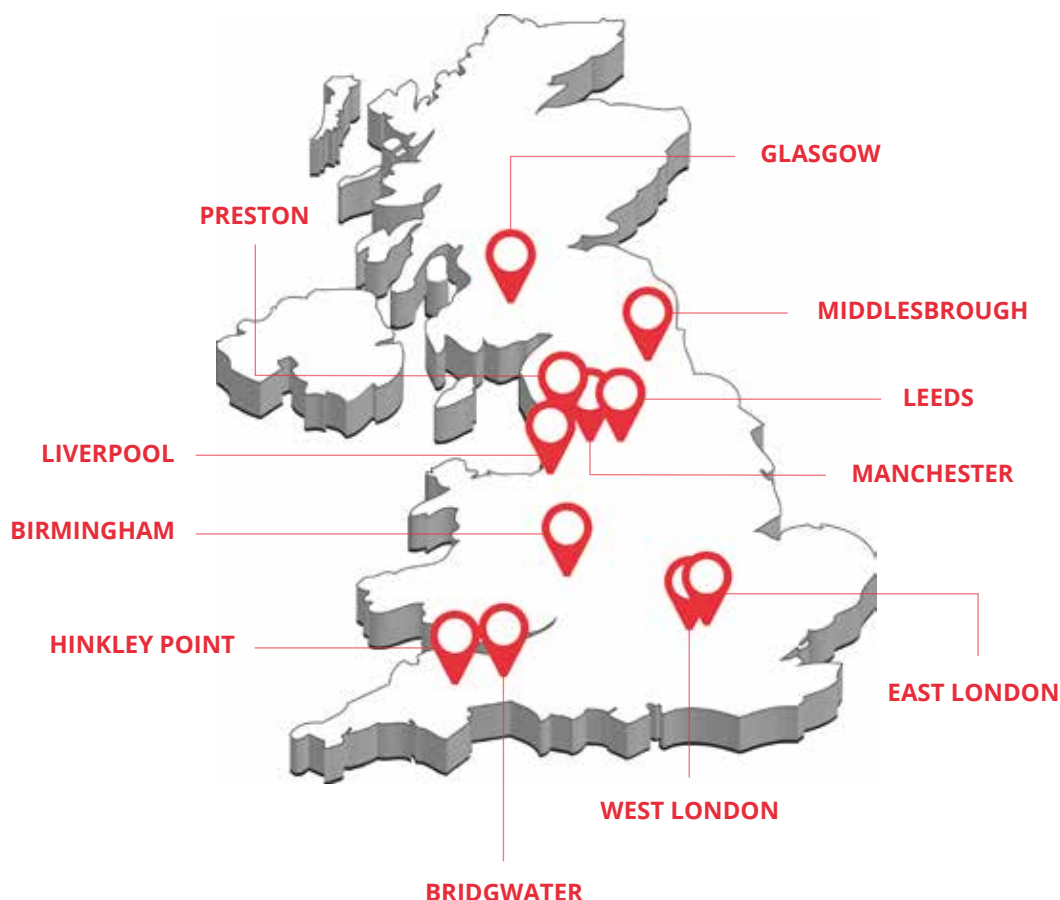 GLASGOW
PRESTON
MIDDLESBROUGH
LEEDS
LIVERPOOL
MANCHESTER
BIRMINGHAM
HINKLEY POINT
EAST LONDON
WEST LONDON
BRIDGWATER